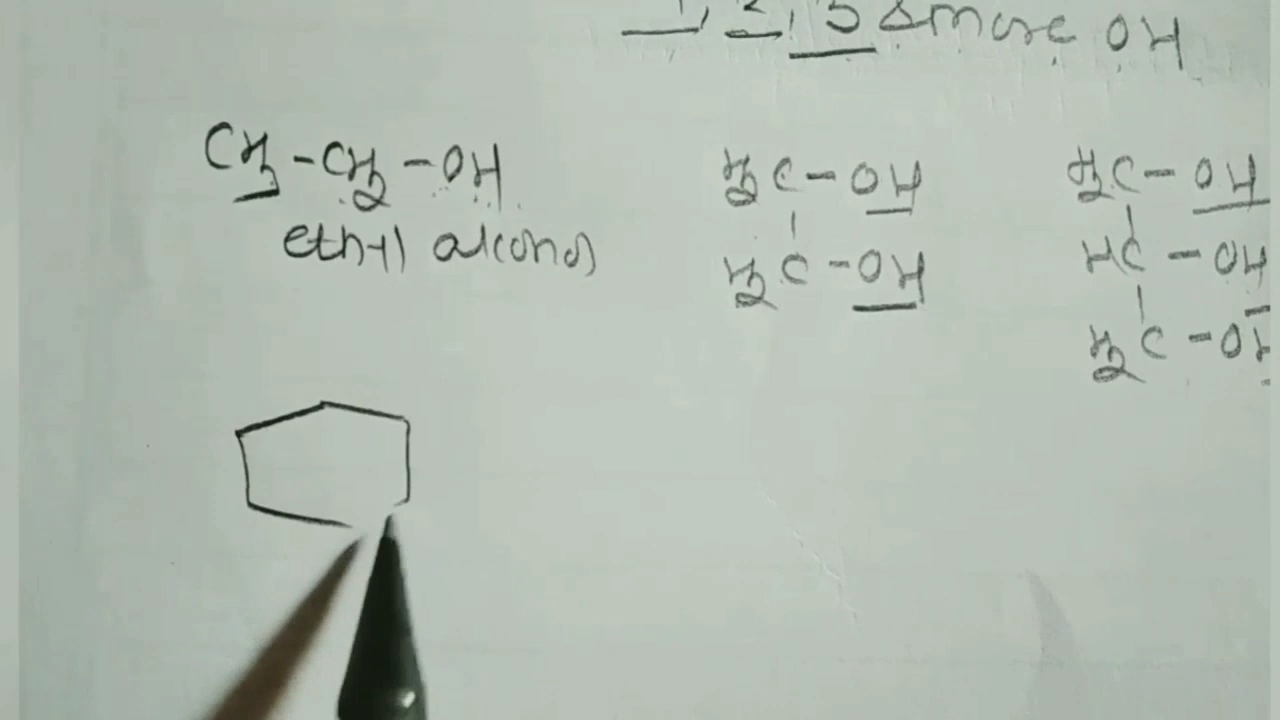 1, 2, 3 & more OH
CH3 - CH2 - OH
ethyl alcohol
H2C - OH
H2C - OH
H2C - OH
HC - OH
H2C - OH